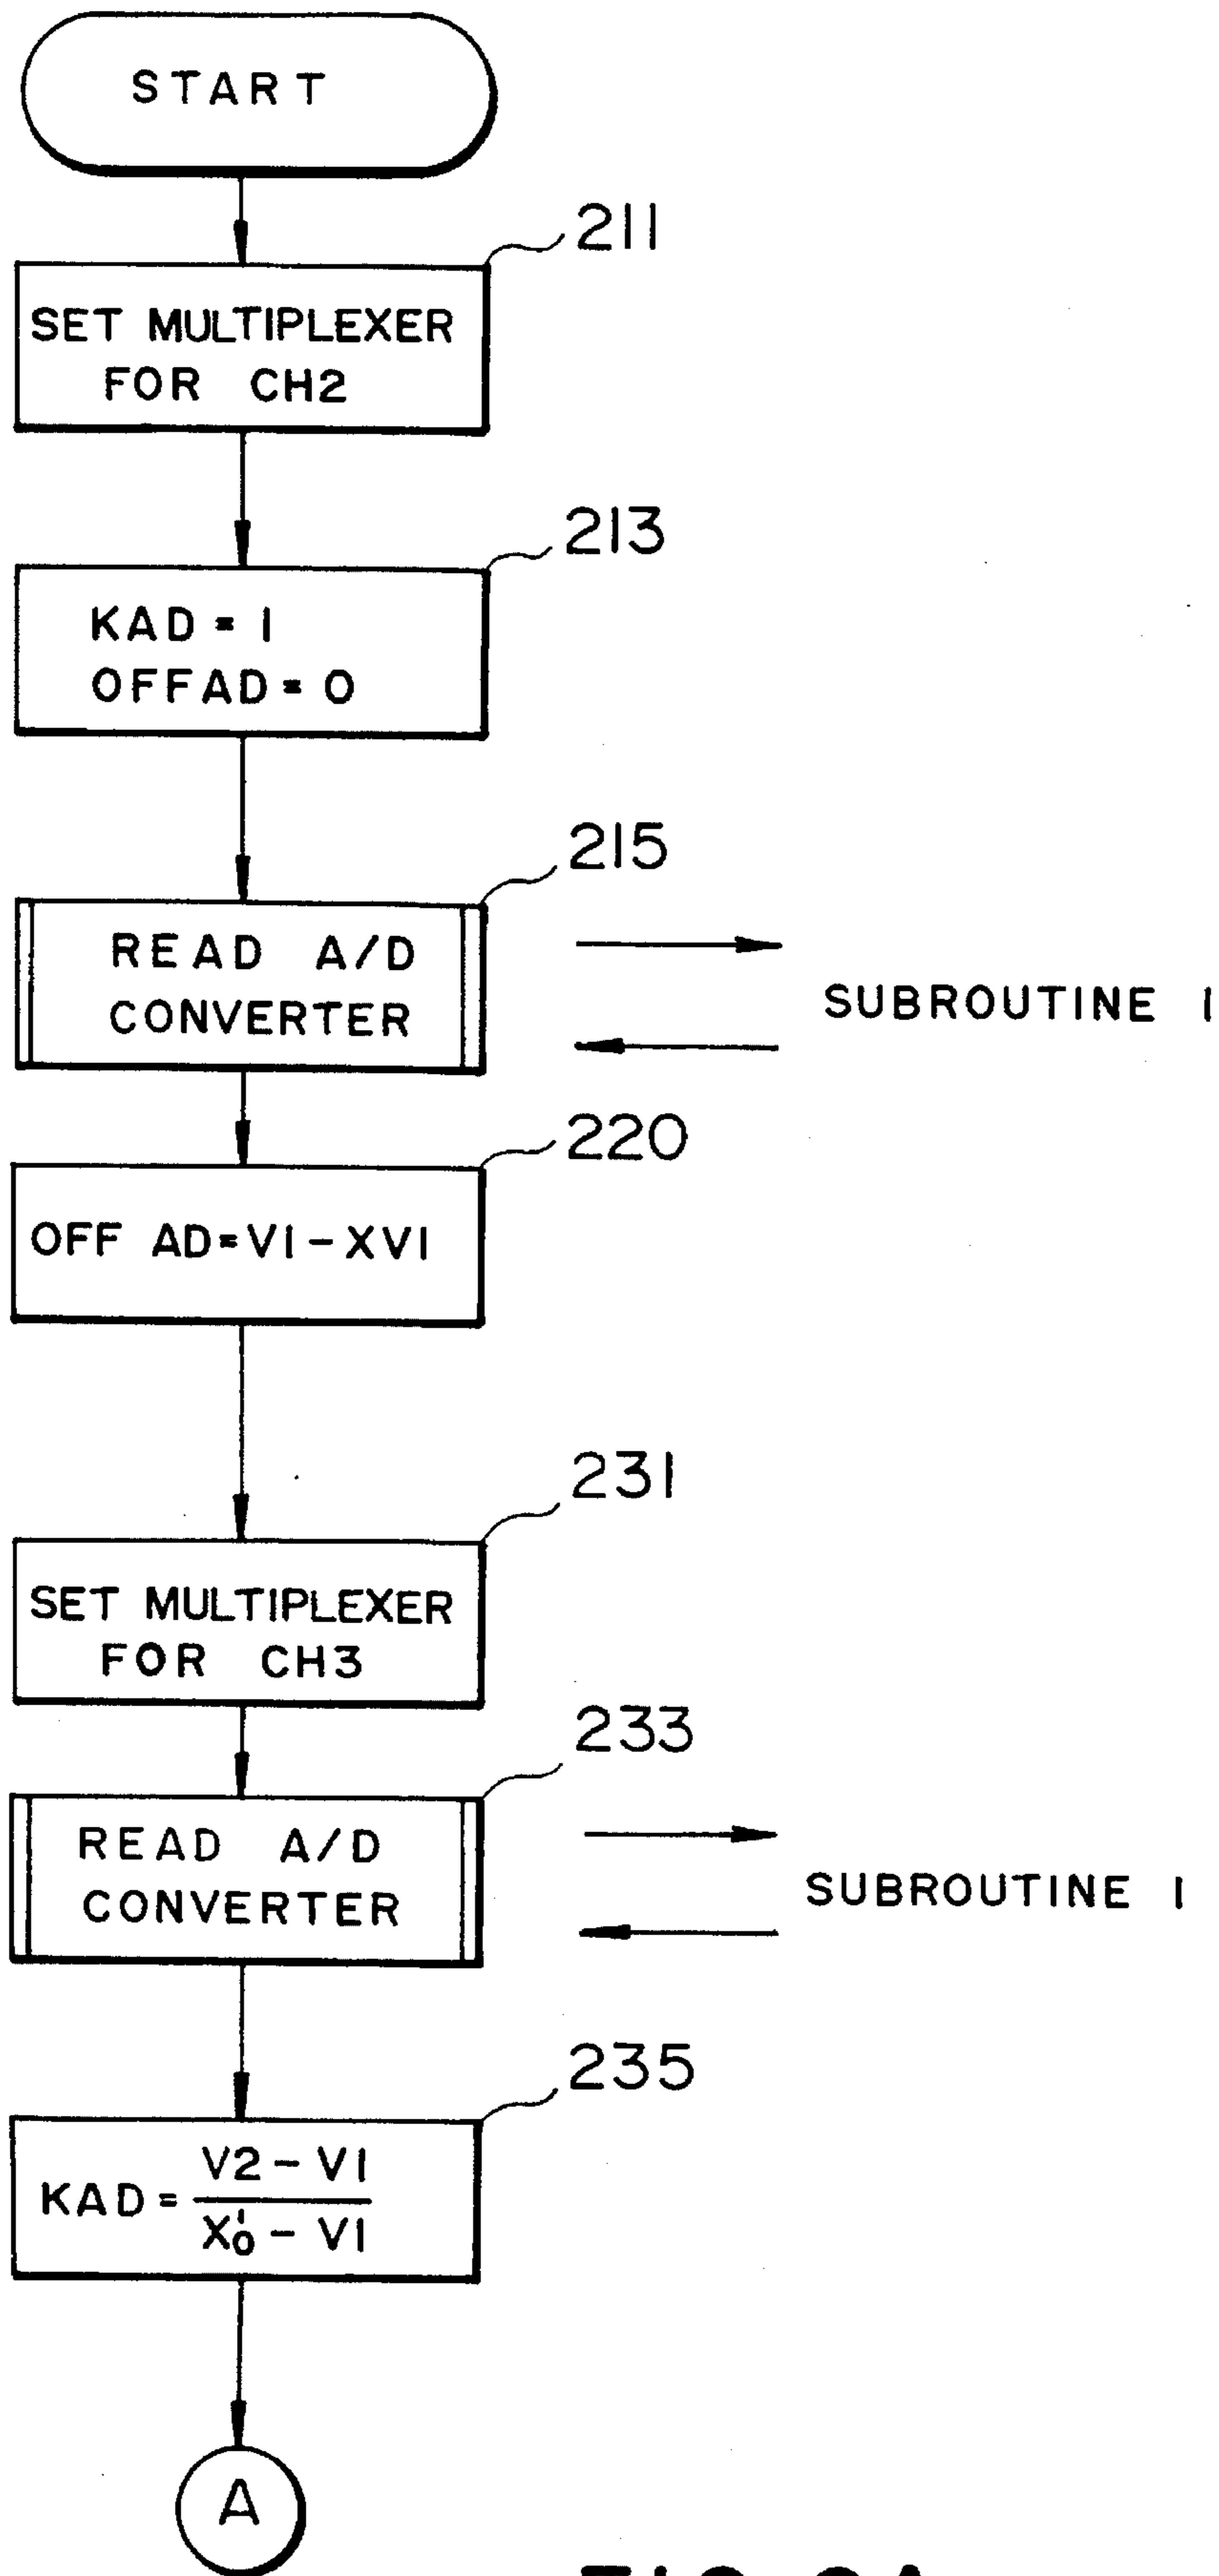 START
211
SET MULTIPLEXER
FOR CH2
213
KAD = 1
OFFAD = 0
215
READ A/D
CONVERTER
SUBROUTINE 1
220
OFF AD = V1 - XV1
231
SET MULTIPLEXER
FOR CH3
233
READ A/D
CONVERTER
SUBROUTINE 1
235
KAD = V2 - V1
X'0 - V1
A